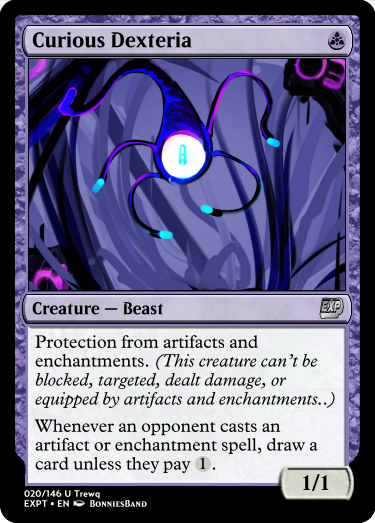 Curious Dexteria
Creature — Beast
EXP
Protection from artifacts and
enchantments. (This creature can't be
blocked, targeted, dealt damage, or
equipped by artifacts and enchantments..)
Whenever an opponent casts an
artifact or enchantment spell, draw a
card unless they pay 1.
1/1
020/146 U Trewq
EXPT • EN BonniesBand